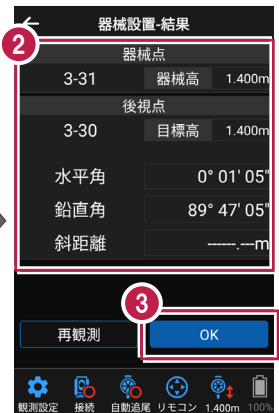 ← 器械設置-結果
2
器械点
3-31 器械高 1.400m
後視点
3-30 目標高 1.400m
水平角 0° 01' 05"
鉛直角 89° 47' 05"
斜距離 ------.---m
3
再観測 OK
観測設定 接続 自動追尾 リモコン 1.400m 100%